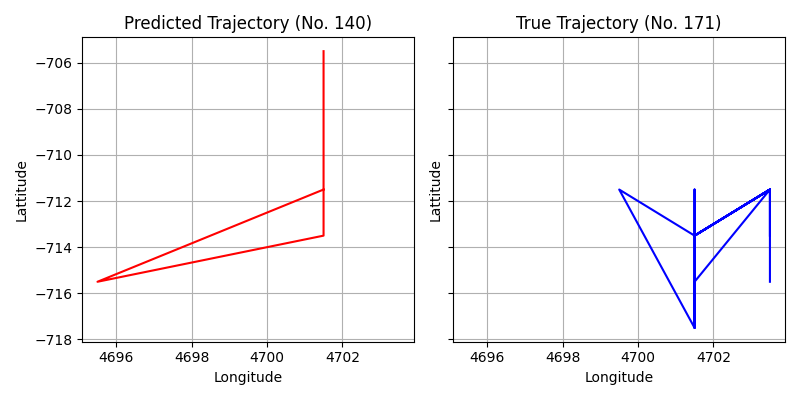 Predicted Trajectory (No. 140)
True Trajectory (No. 171)
Lattitude
−706
−708
−710
−712
−714
−716
−718
4696
4698
4700
4702
Longitude
Lattitude
4696
4698
4700
4702
Longitude